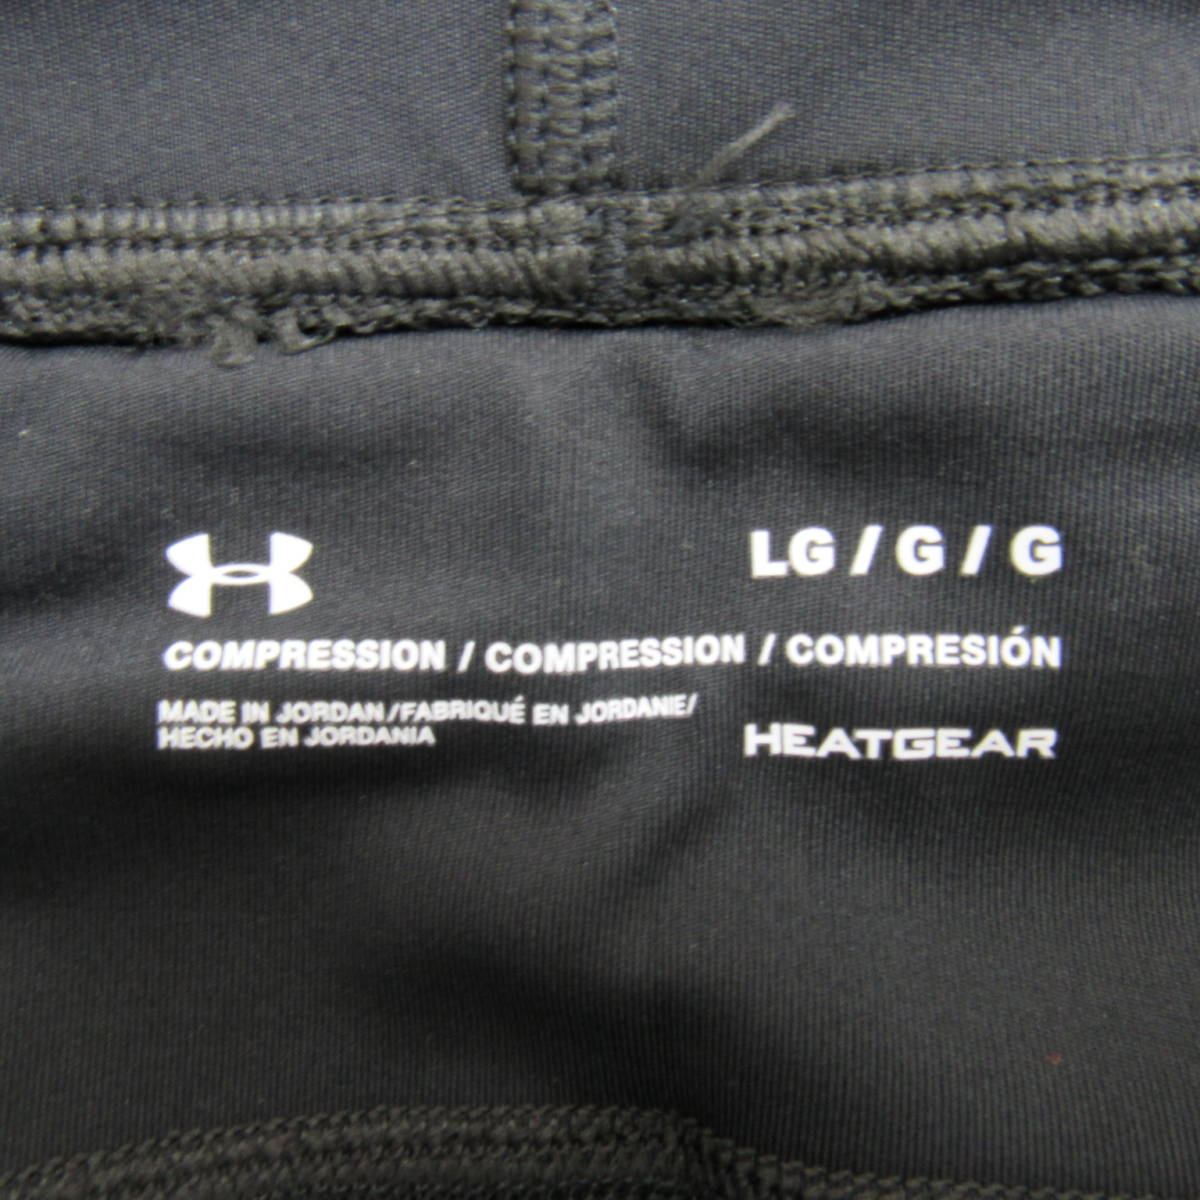 LG / G / G
COMPRESSION / COMPRESSION / COMPRESIÓN
MADE IN JORDAN/FABRIQUÉ EN JORDANIE/
HECHO EN JORDANIA
HEATGEAR